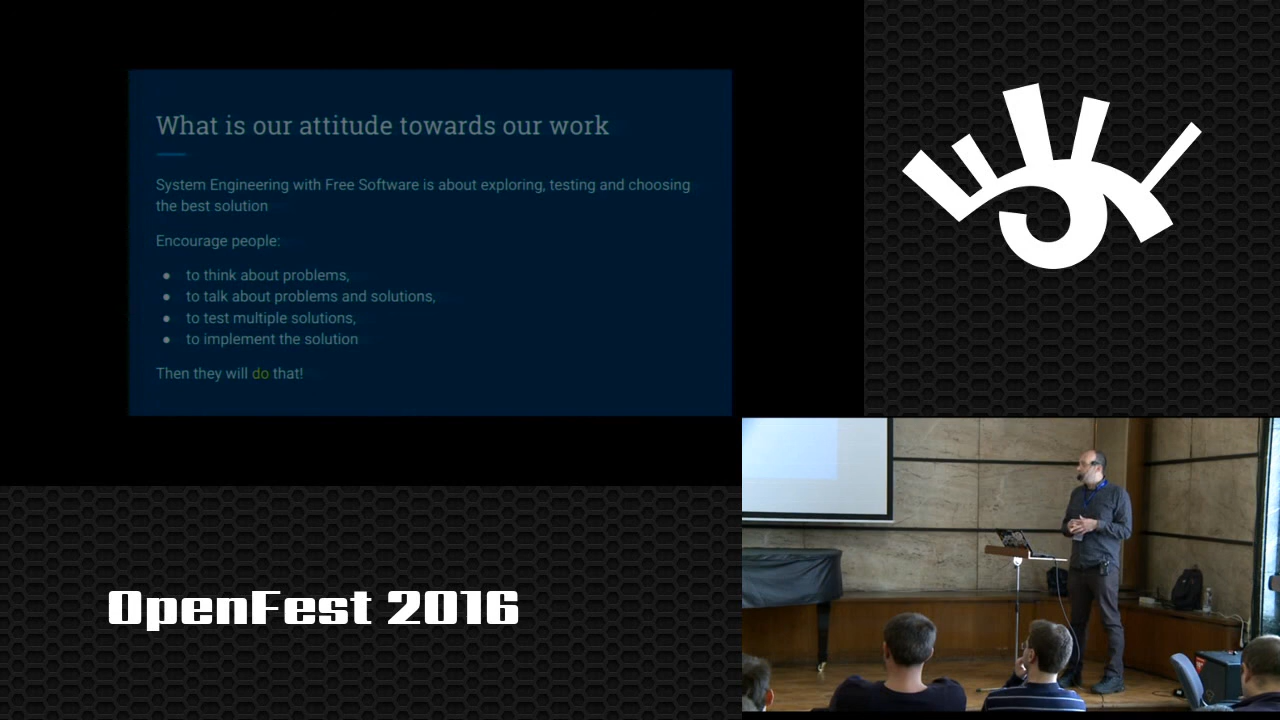 What is our attitude towards our work
System Engineering with Free Software is about exploring, testing and choosing
the best solution
Encourage people:
● to think about problems,
● to talk about problems and solutions,
● to test multiple solutions,
● to implement the solution
Then they will do that!
OpenFest 2016